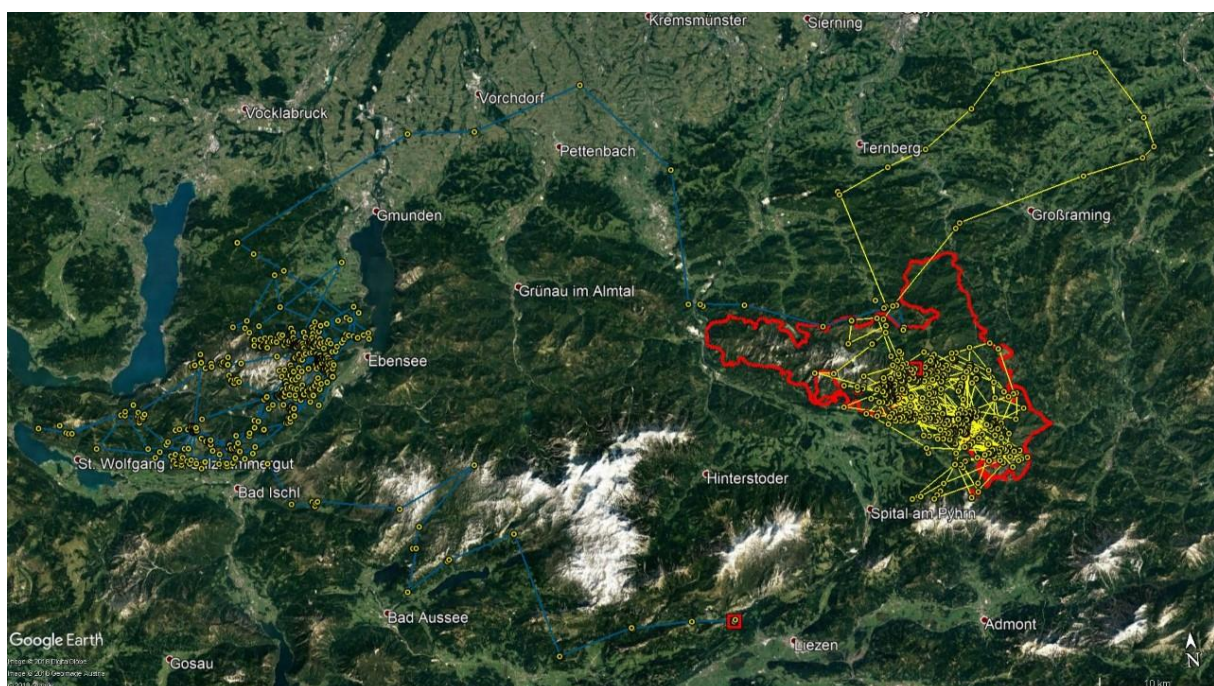 Kremsmünster
Sierning
Vöcklabruck
Vorchdorf
Pettenbach
Ternberg
Gmunden
Großraming
Grünau im Almtal
Ebensee
St. Wolfgang
Hinterstoder
Bad Ischl
Spital am Pyhrn
Bad Aussee
Admont
Google Earth
Liezen
Gosau
N
10 km